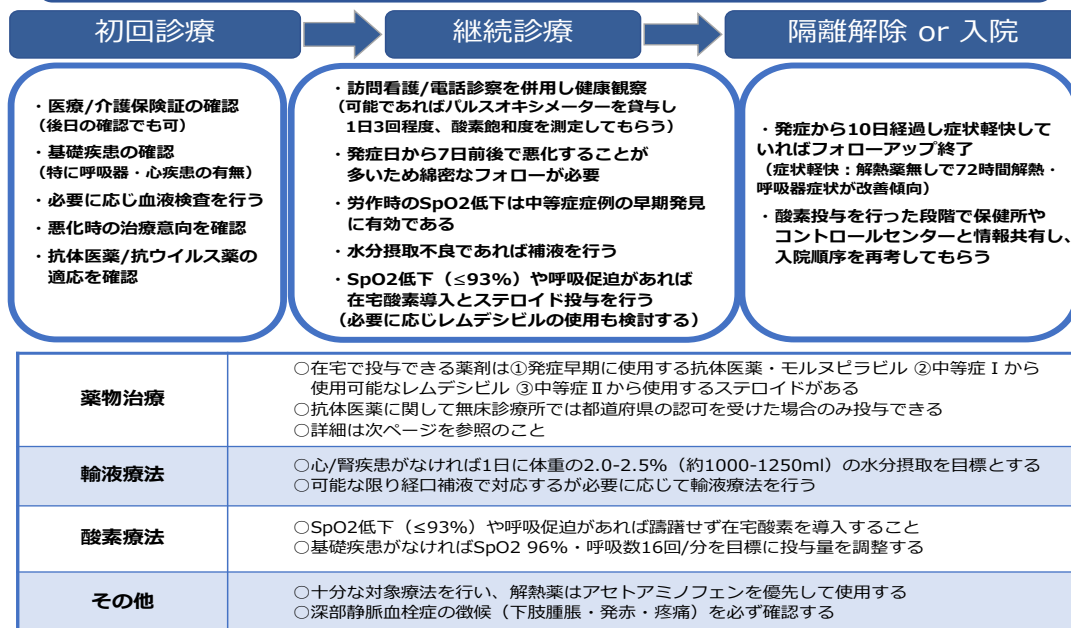 初回診療
継続診療
隔離解除 or 入院
・医療/介護保険証の確認
(後日の確認でも可)
・基礎疾患の確認
(特に呼吸器・心疾患の有無)
・必要に応じ血液検査を行う
・悪化時の治療意向を確認
・抗体医薬/抗ウイルス薬の
適応を確認
・訪問看護/電話診察を併用し健康観察
(可能であればパルスオキシメーターを貸与し
1日3回程度、酸素飽和度を測定してもらう)
・発症日から7日前後で悪化することが
多いため綿密なフォローが必要
・労作時のSpO2低下は中等症症例の早期発見
に有効である
・水分摂取不良であれば補液を行う
・SpO2低下(≤93%)や呼吸促迫があれば
在宅酸素導入とステロイド投与を行う
(必要に応じレムデシビルの使用も検討する)
・発症から10日経過し症状軽快して
いればフォローアップ終了
(症状軽快:解熱薬無しで72時間解熱・
呼吸器症状が改善傾向)
・酸素投与を行った段階で保健所や
コントロールセンターと情報共有し、
入院順序を再考してもらう
薬物治療
○在宅で投与できる薬剤は①発症早期に使用する抗体医薬・モルヌピラビル ②中等症Ⅰから
使用可能なレムデシビル ③中等症Ⅱから使用するステロイドがある
○抗体医薬に関して無床診療所では都道府県の認可を受けた場合のみ投与できる
○詳細は次ページを参照のこと
輸液療法
○心/腎疾患がなければ1日に体重の2.0-2.5%(約1000-1250ml)の水分摂取を目標とする
○可能な限り経口補液で対応するが必要に応じて輸液療法を行う
酸素療法
○SpO2低下(≤93%)や呼吸促迫があれば躊躇せず在宅酸素を導入すること
○基礎疾患がなければSpO2 96%・呼吸数16回/分を目標に投与量を調整する
その他
○十分な対象療法を行い、解熱薬はアセトアミノフェンを優先して使用する
○深部静脈血栓症の徴候(下肢腫脹・発赤・疼痛)を必ず確認する